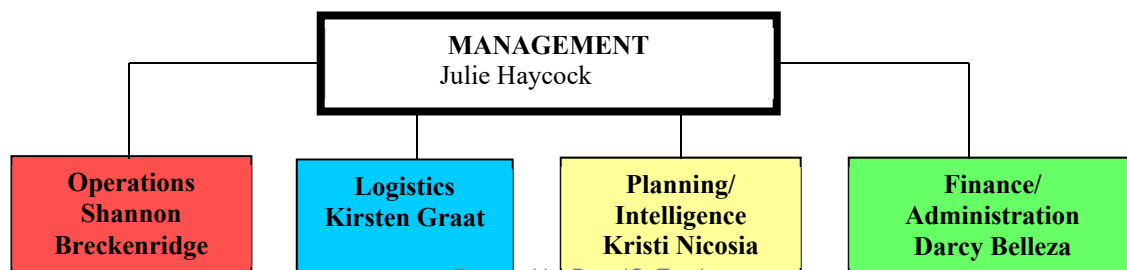 MANAGEMENT
Julie Haycock
Operations
Shannon
Breckenridge
Logistics
Kirsten Graat
Planning/
Intelligence
Kristi Nicosia
Finance/
Administration
Darcy Belleza